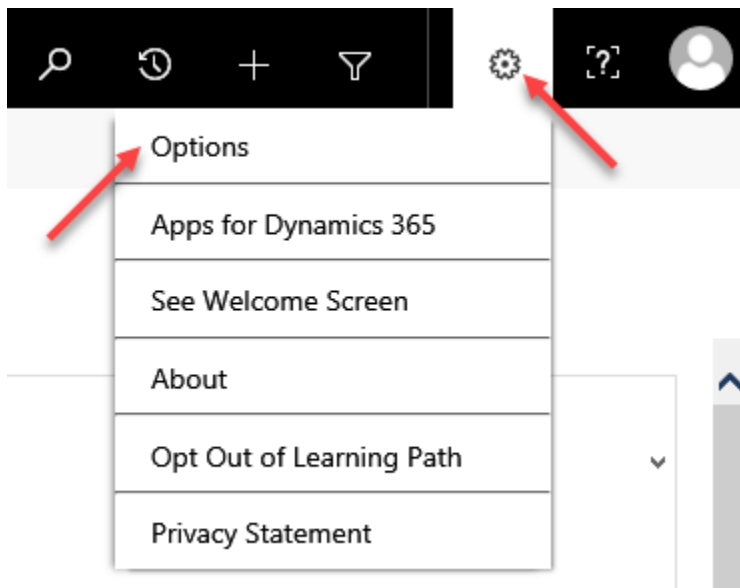 Options
Apps for Dynamics 365
See Welcome Screen
About
Opt Out of Learning Path
Privacy Statement